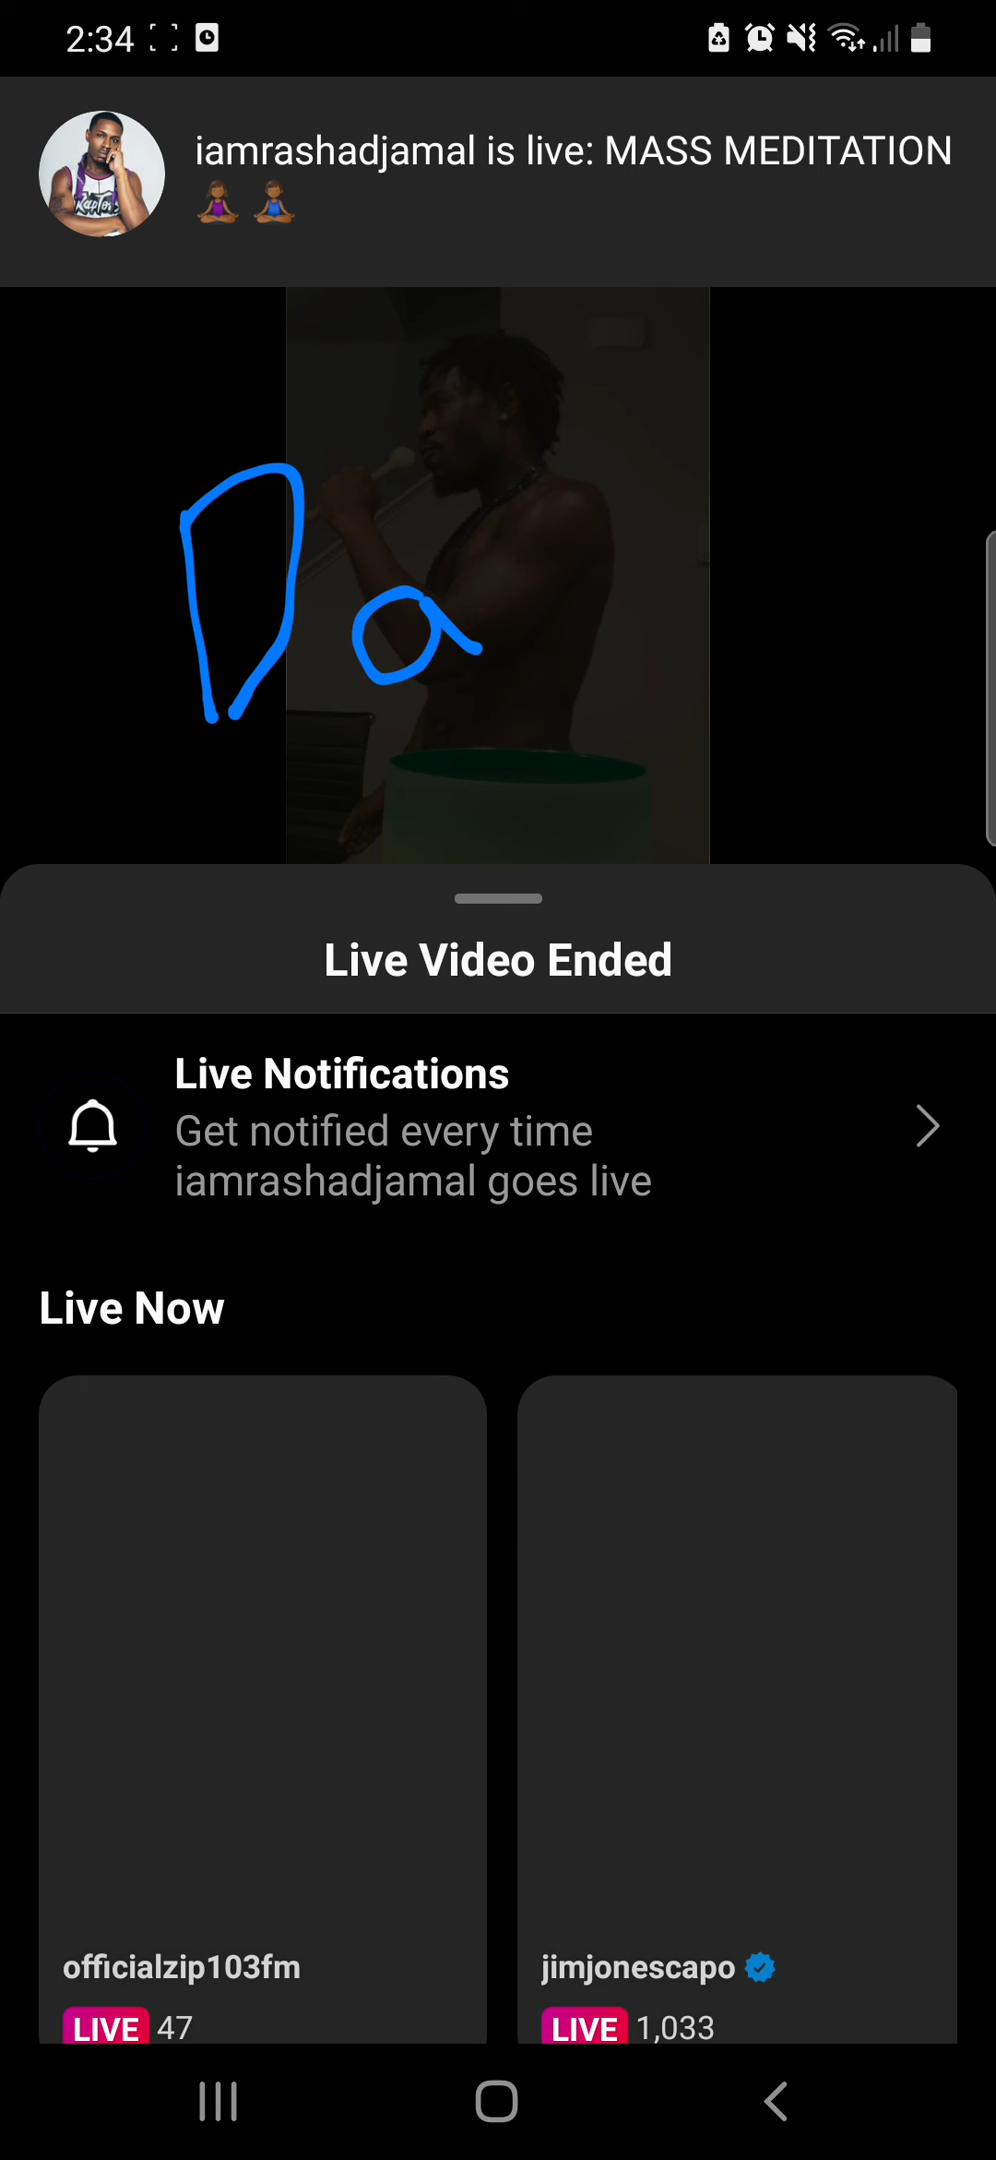 2:34
iamrashadjamal is live: MASS MEDITATION
Da
Live Video Ended
Live Notifications
Get notified every time
iamrashadjamal goes live
Live Now
officialzip103fm
jimjonescapo
LIVE 47
LIVE 1,033